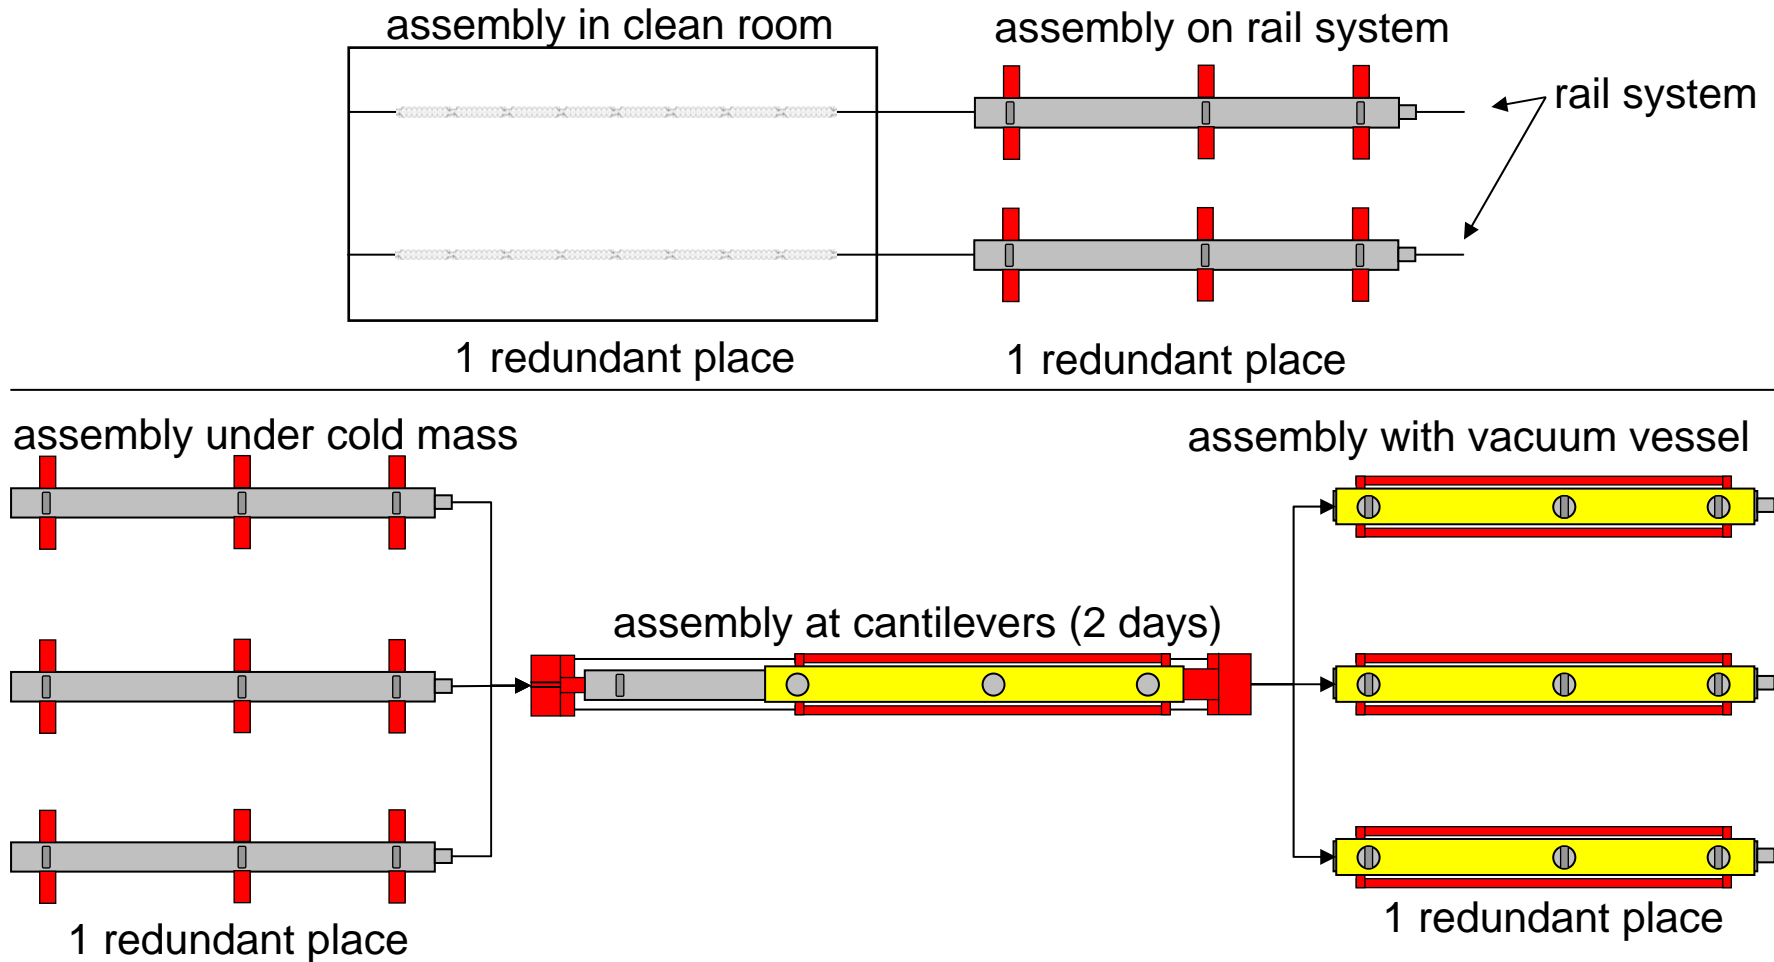 assembly in clean room
assembly on rail system
rail system
1 redundant place
1 redundant place
assembly under cold mass
assembly with vacuum vessel
assembly at cantilevers (2 days)
1 redundant place
1 redundant place